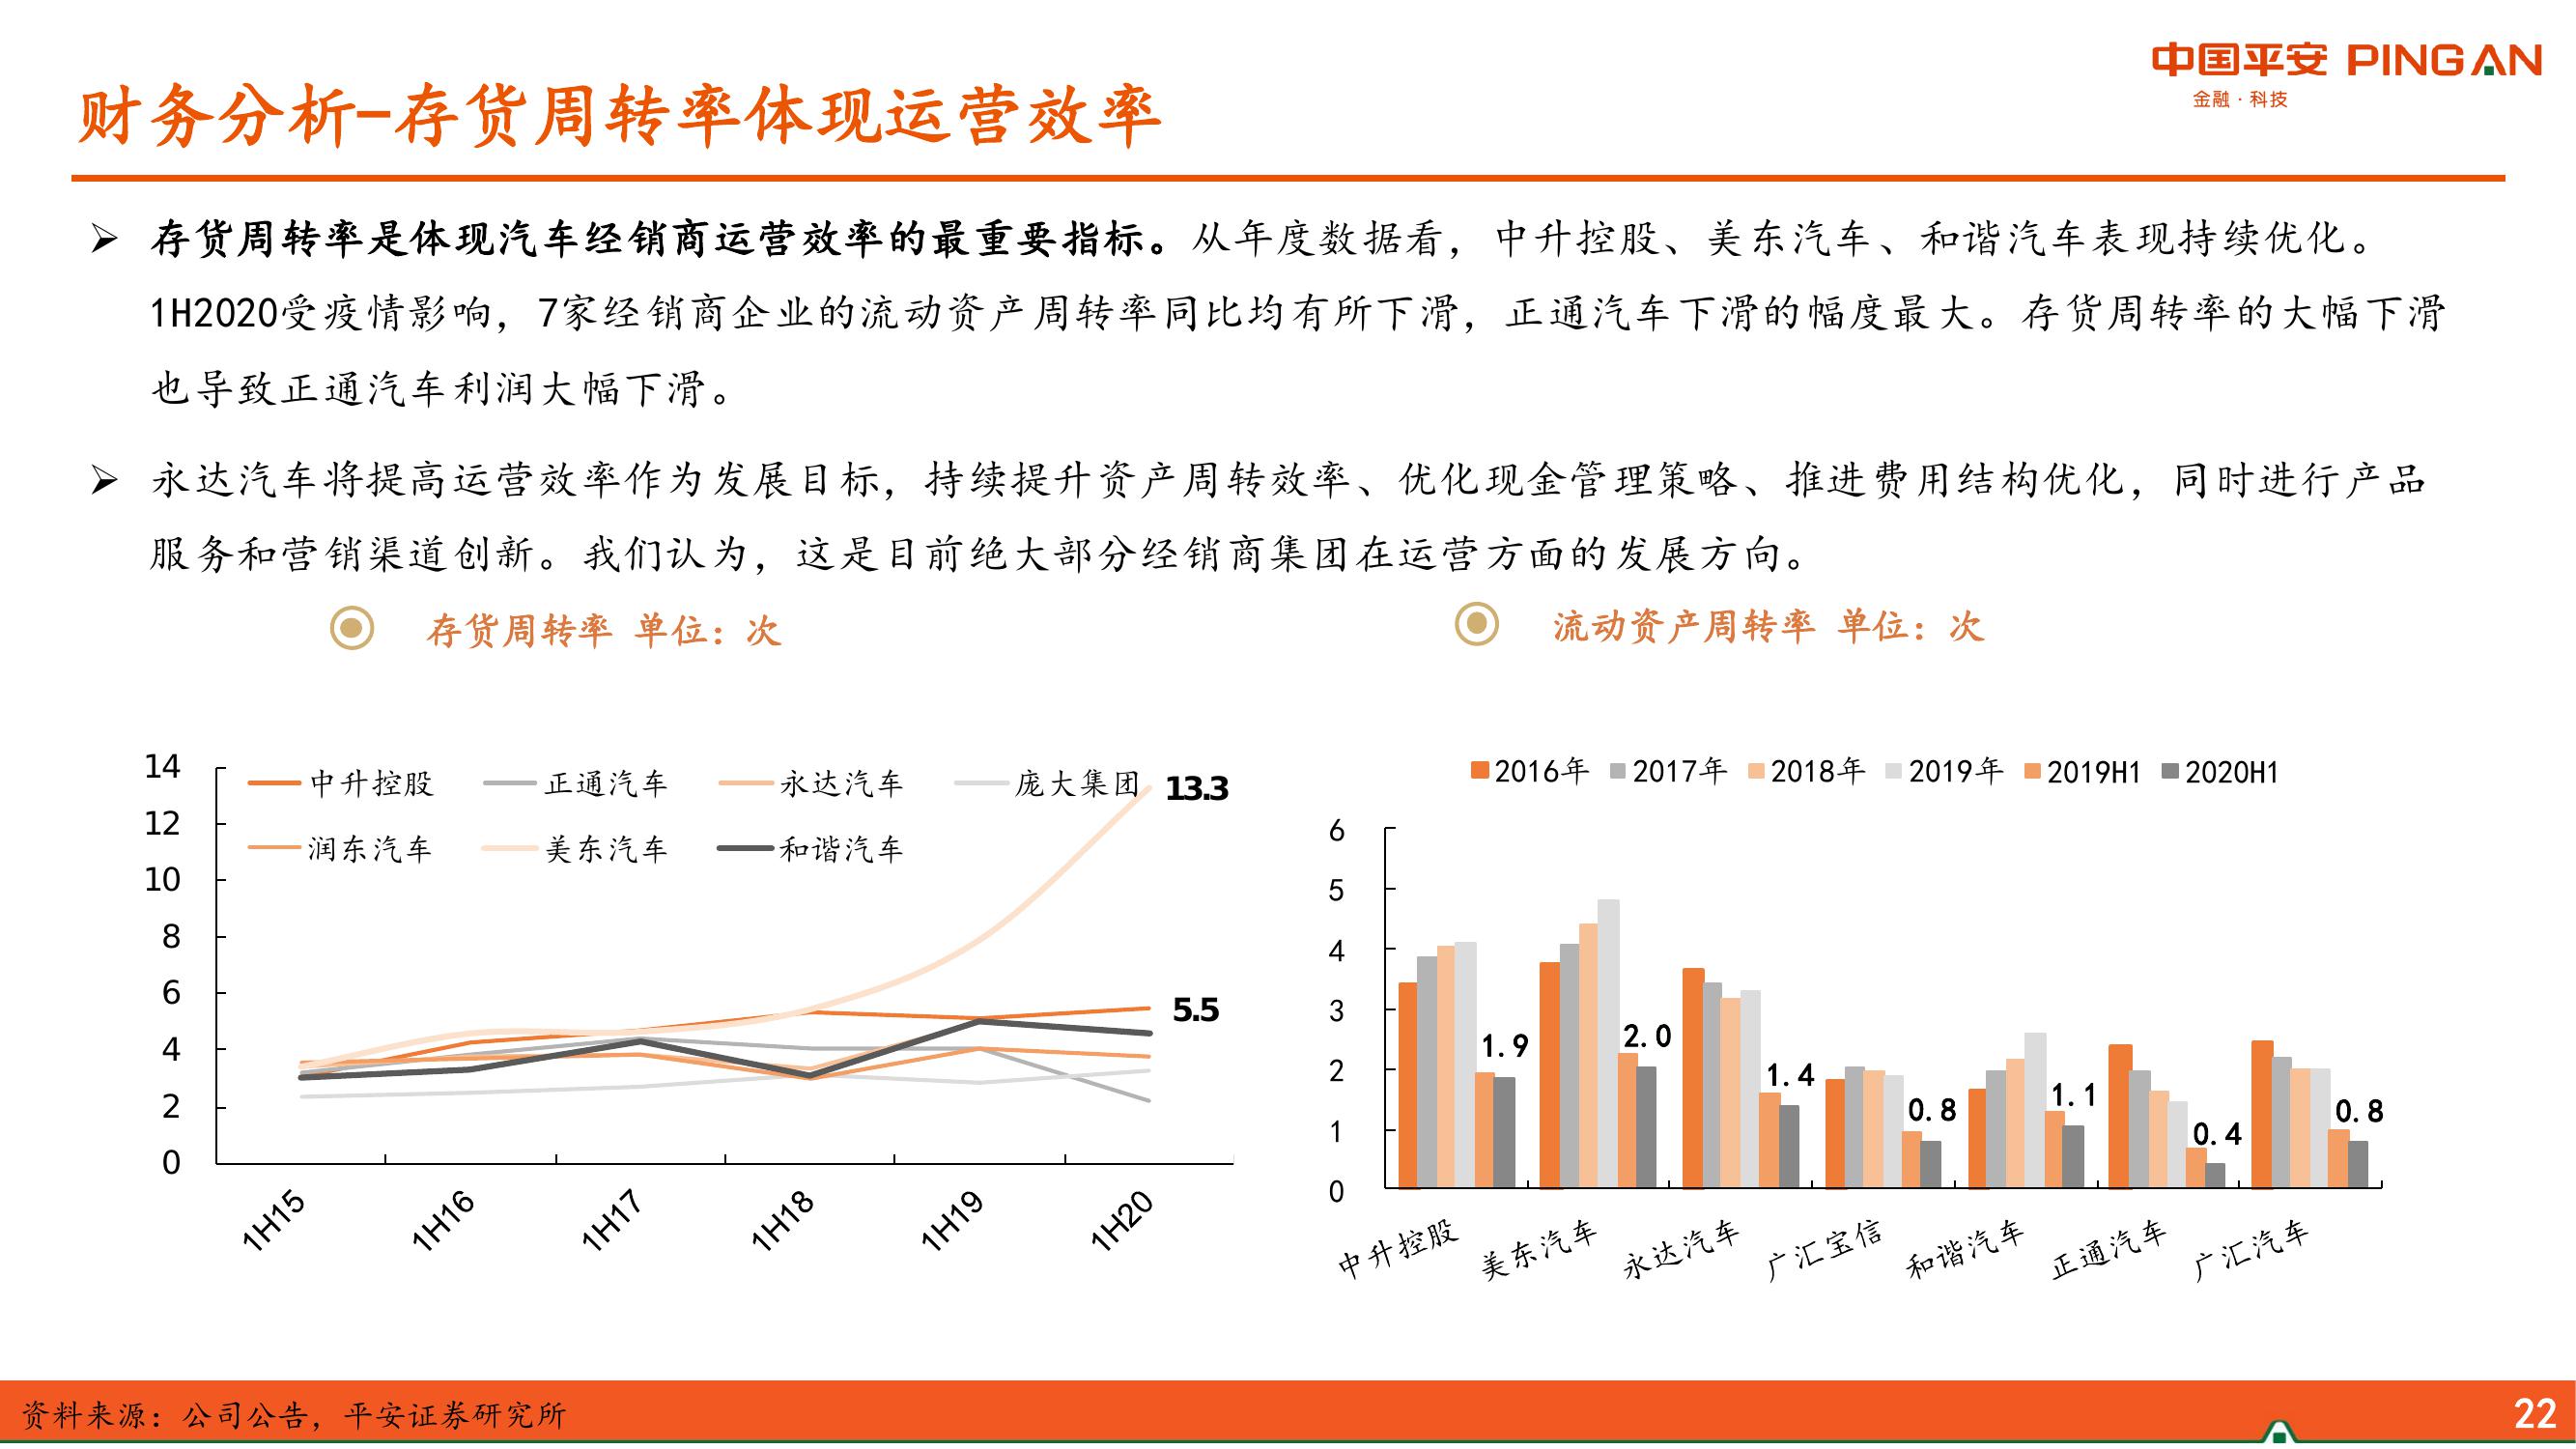 中国平安 PINGAN
金融·科技
财务分析-存货周转率体现运营效率
存货周转率是体现汽车经销商运营效率的最重要指标。从年度数据看，中升控股、美东汽车、和谐汽车表现持续优化。
1H2020受疫情影响，7家经销商企业的流动资产周转率同比均有所下滑，正通汽车下滑的幅度最大。存货周转率的大幅下滑
也导致正通汽车利润大幅下滑。
永达汽车将提高运营效率作为发展目标，持续提升资产周转效率、优化现金管理策略、推进费用结构优化，同时进行产品
服务和营销渠道创新。我们认为，这是目前绝大部分经销商集团在运营方面的发展方向。
存货周转率 单位：次
14
12
10
8
6
4
2
0
中升控股 正通汽车 永达汽车 庞大集团
润东汽车 美东汽车 和谐汽车
13.3
5.5
1H15 1H16 1H17 1H18 1H19 1H20
流动资产周转率 单位：次
2016年 2017年 2018年 2019年 2019H1 2020H1
6
5
4
3
2
1
0
1.9 2.0 1.4 0.8 1.1 0.4 0.8
中升控股 美东汽车 永达汽车 广汇宝信 和谐汽车 正通汽车 广汇汽车
资料来源：公司公告，平安证券研究所
22